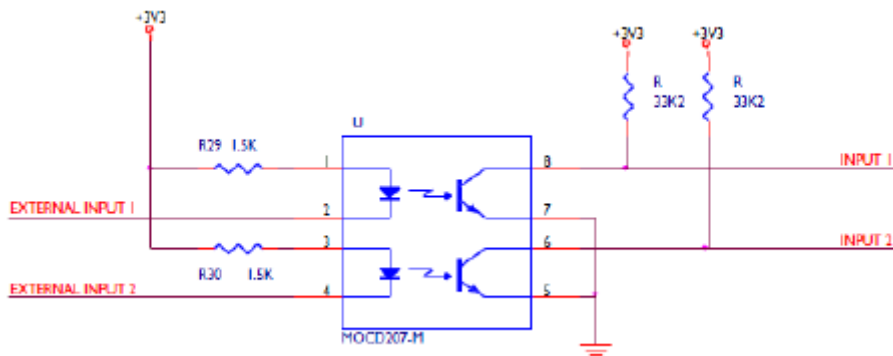 +3V3
+3V3
+3V3
R
33K2
R
33K2
U
R29 1.5K
1
8
INPUT 1
EXTERNAL INPUT 1
2
7
3
6
INPUT 2
R30 1.5K
EXTERNAL INPUT 2
4
5
MOCD207-M